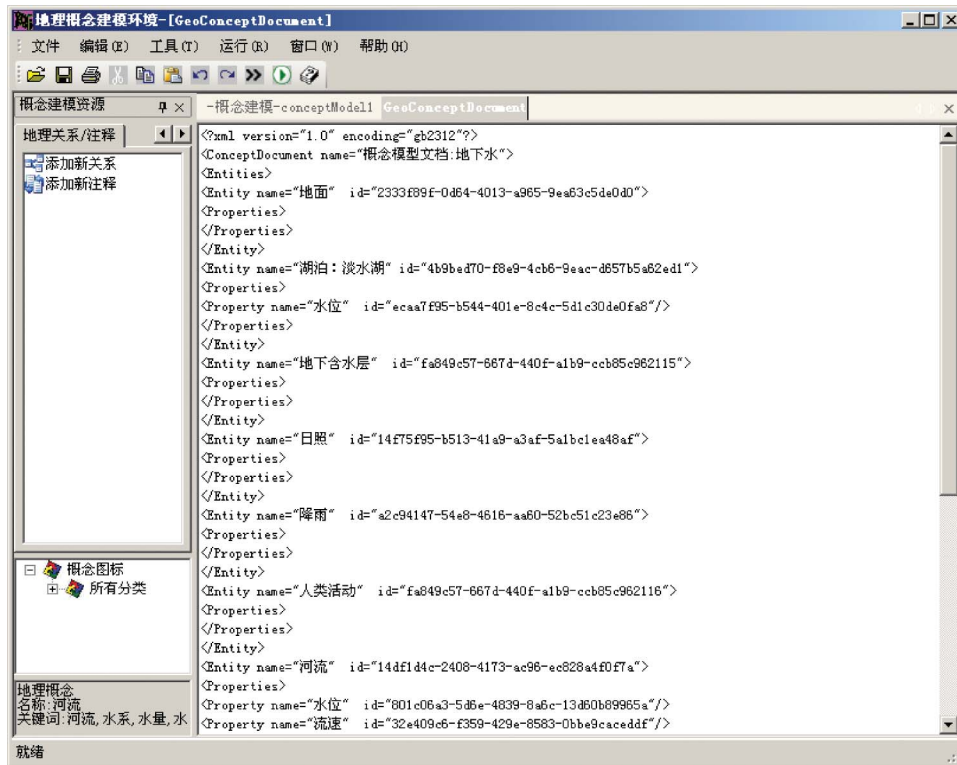 地理概念建模环境-[GeoConceptDocument]
文件 编辑(E) 工具(T) 运行(R) 窗口(W) 帮助(H)
概念建模资源
-概念建模-conceptModel1 GeoConceptDocument
地理关系/注释
添加新关系
添加新注释
<?xml version="1.0" encoding="gb2312"?>
<ConceptDocument name="概念模型文档:地下水">
<Entities>
<Entity name="地面" id="2333f89f-0d64-4013-a965-9ea63c5de0d0">
<Properties>
</Properties>
</Entity>
<Entity name="湖泊：淡水湖" id="4b9bed70-f8e9-4cb6-9eac-d657b5a62ed1">
<Properties>
<Property name="水位" id="ecaa7f95-b544-401e-8c4c-5d1c30de0fa8"/>
</Properties>
</Entity>
<Entity name="地下含水层" id="fa849c57-667d-440f-a1b9-ccb85c962115">
<Properties>
</Properties>
</Entity>
<Entity name="日照" id="14f75f95-b513-41a9-a3af-5a1bc1ea48af">
<Properties>
</Properties>
</Entity>
<Entity name="降雨" id="a2c94147-54e8-4616-aa60-52bc51c23e86">
<Properties>
</Properties>
</Entity>
<Entity name="人类活动" id="fa849c57-667d-440f-a1b9-ccb85c962116">
<Properties>
</Properties>
</Entity>
<Entity name="河流" id="14df1d4c-2408-4173-ac96-ec828a4f0f7a">
<Properties>
<Property name="水位" id="801c06a3-5d6e-4839-8a6c-13d60b89965a"/>
<Property name="流速" id="32e409c6-f359-429e-8583-0bbe9caceddf"/>
概念图标
所有分类
地理概念
名称:河流
关键词:河流,水系,水量,水
就绪